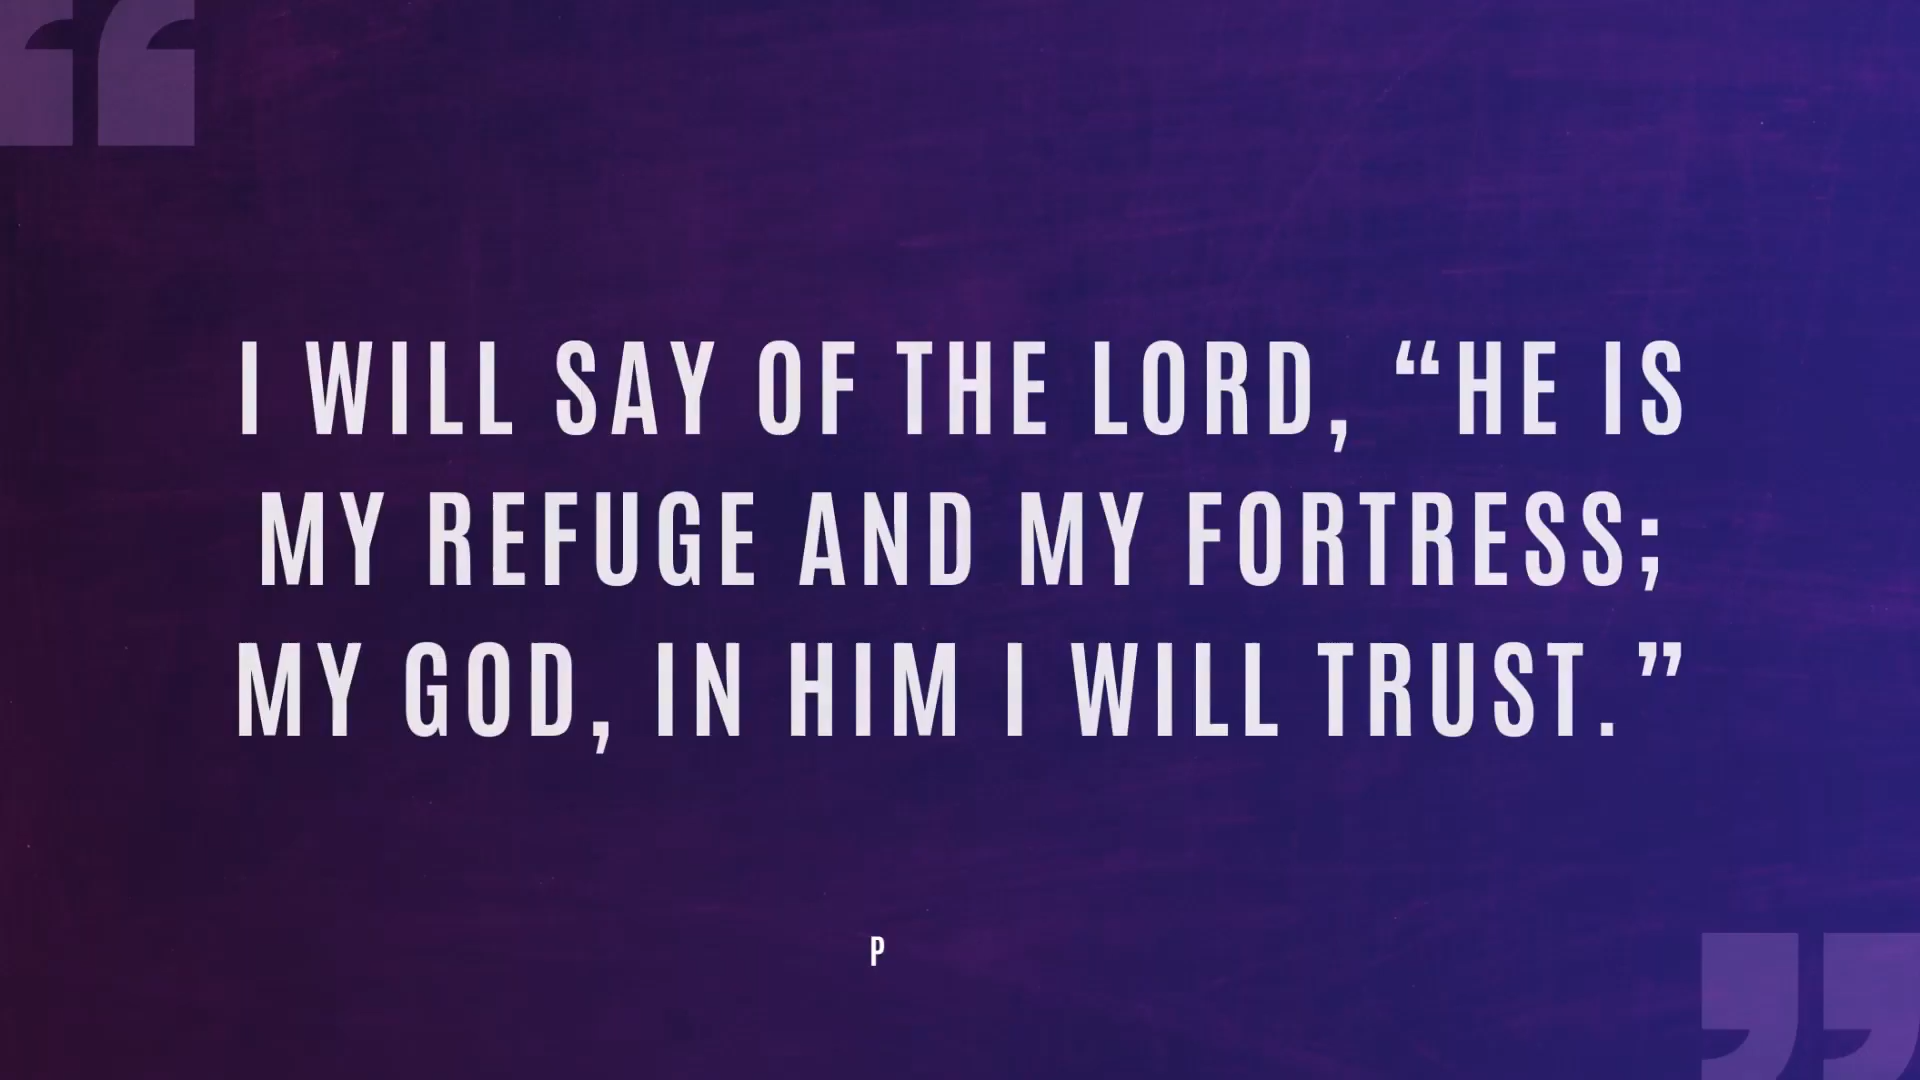 I WILL SAY OF THE LORD, “HE IS
MY REFUGE AND MY FORTRESS;
MY GOD, IN HIM I WILL TRUST.”
P